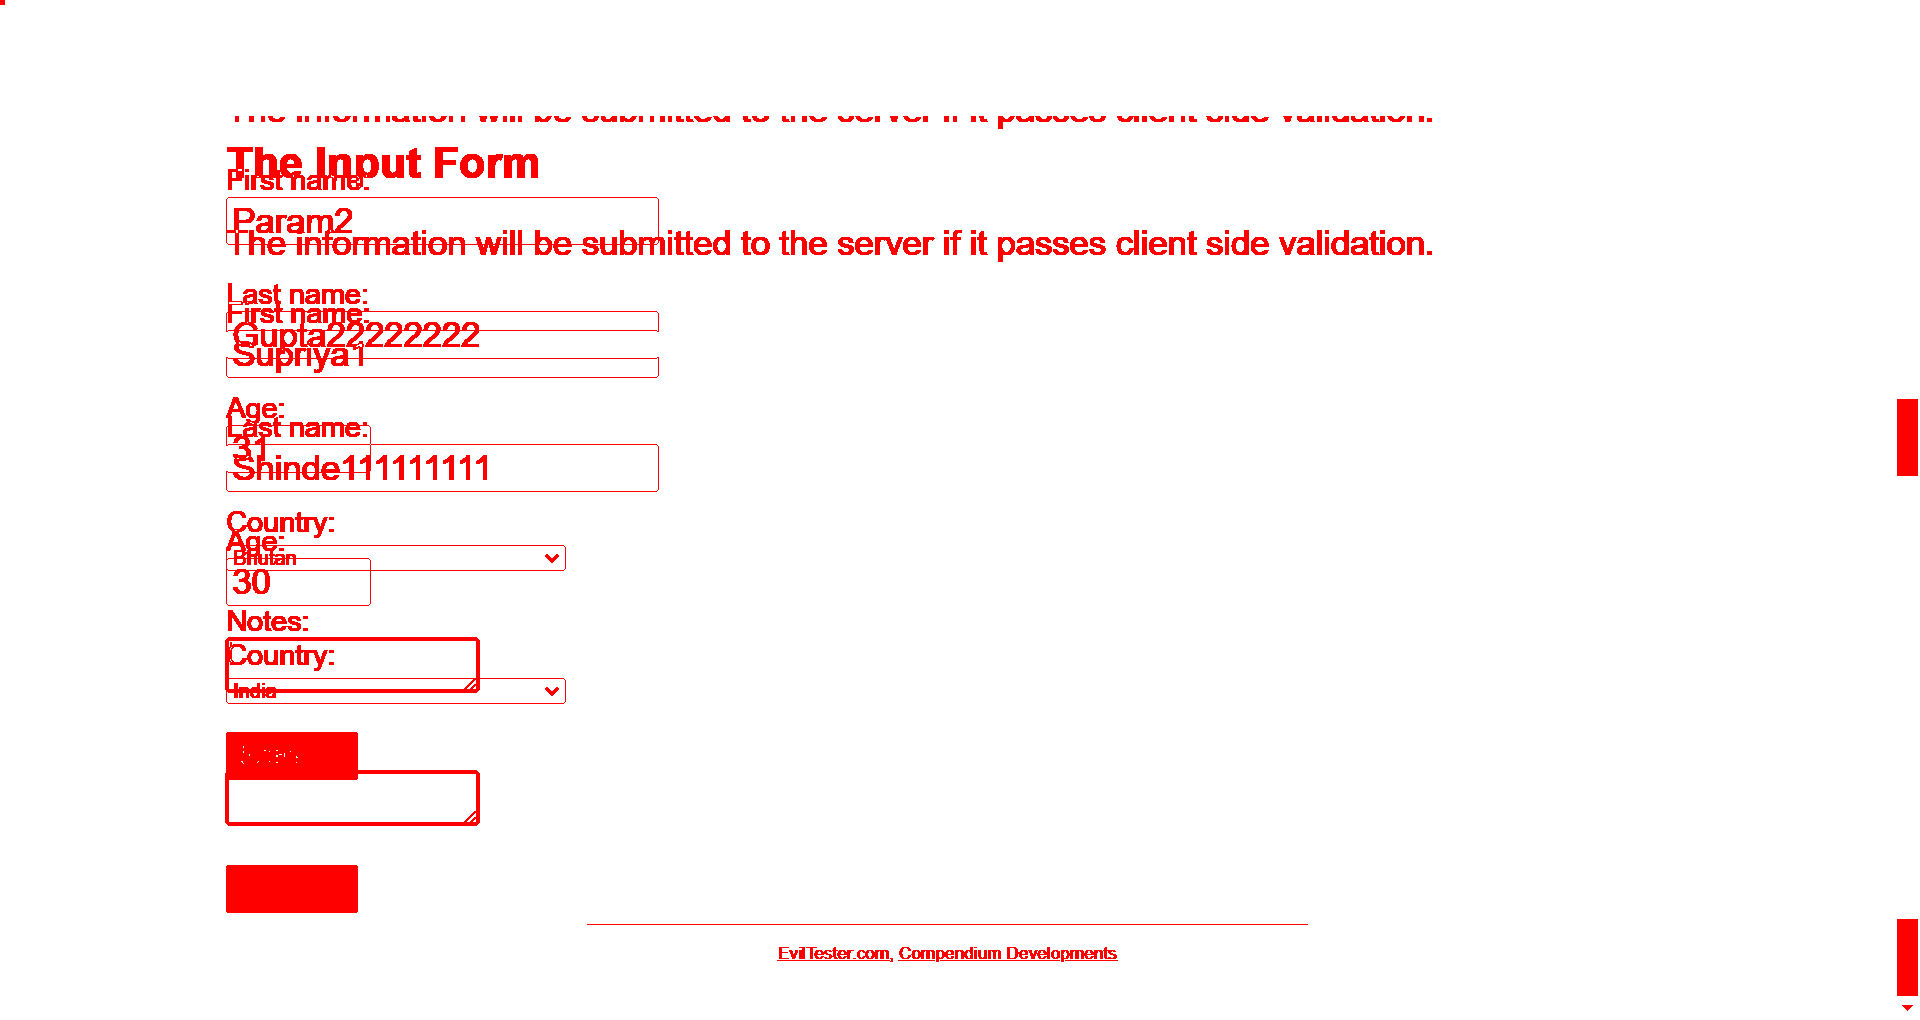 The information will be submitted to the server if it passes client side validation.
The Input Form
First name:
Param2
The information will be submitted to the server if it passes client side validation.
Last name:
First name:
Gupta22222222
Supriya1
Age:
Last name:
31
Shinde111111111
Country:
Age:
Bhutan
30
Notes:
Country:
India
EvilTester.com, Compendium Developments